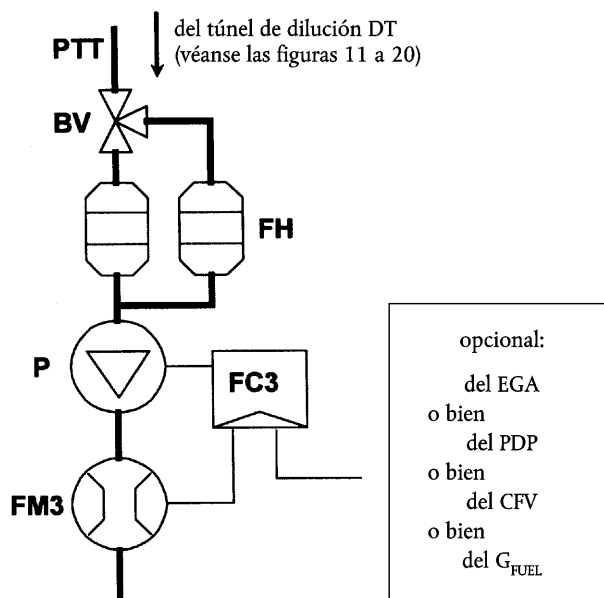 PTT
del túnel de dilución DT
(véanse las figuras 11 a 20)
BV
FH
P
FC3
FM3
opcional:
del EGA
o bien
del PDP
o bien
del CFV
o bien
del G_FUEL